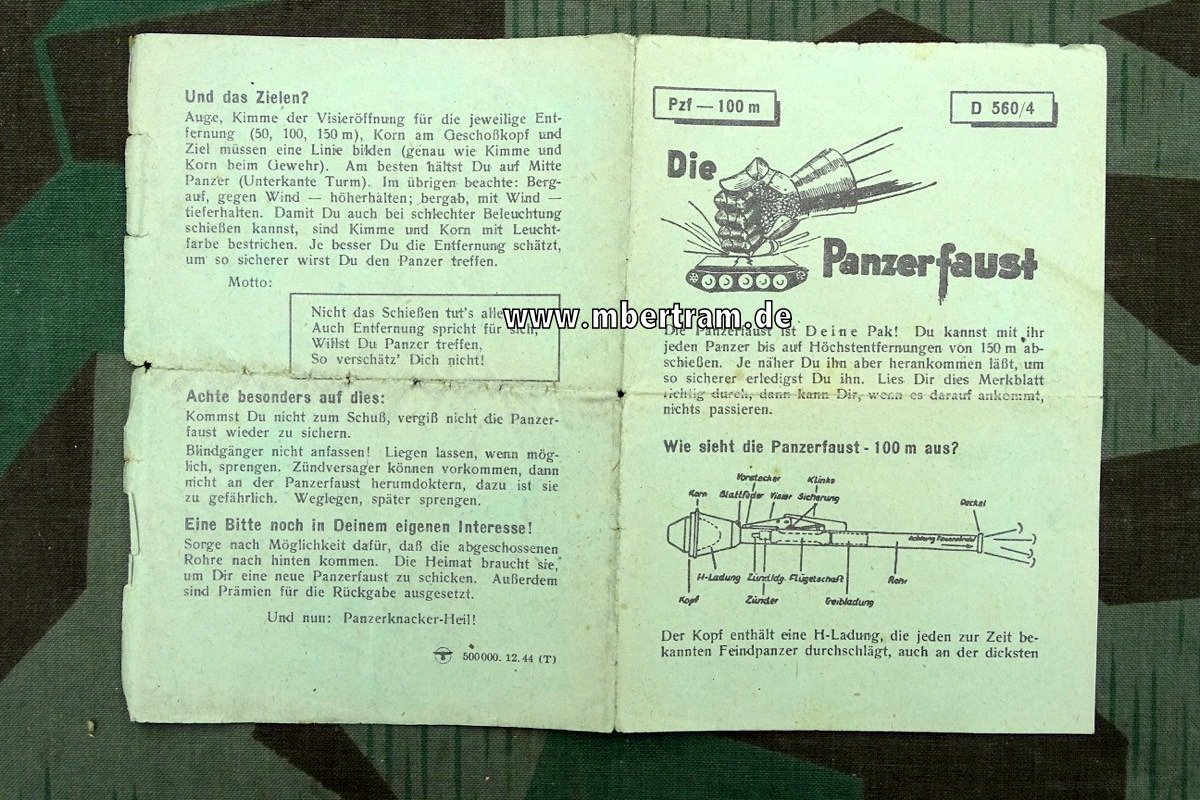 Und das Zielen?
Auge, Kimme der Visieröffnung für die jeweilige Ent-
fernung (50, 100, 150 m), Korn am Geschoßkopf und
Ziel müssen eine Linie bilden (genau wie Kimme und
Korn beim Gewehr). Am besten hältst Du auf Mitte
Panzer (Unterkante Turm). Im übrigen beachte: Berg-
auf, gegen Wind — höherhalten; bergab, mit Wind —
tieferhalten. Damit Du auch bei schlechter Beleuchtung
schießen kannst, sind Kimme und Korn mit Leucht-
farbe bestrichen. Je besser Du die Entfernung schätzt,
um so sicherer wirst Du den Panzer treffen.
Motto:
Nicht das Schießen tut's
Auch Entfernung spricht für sich,
Willst Du Panzer treffen,
So verschätz' Dich nicht!
Achte besonders auf dies:
Kommst Du nicht zum Schuß, vergiß nicht die Panzer-
faust wieder zu sichern.
Blindgänger nicht anfassen! Liegen lassen, wenn mög-
lich, sprengen. Zündversager können vorkommen, dann
nicht an der Panzerfaust herumdoktern, dazu ist sie
zu gefährlich. Weglegen, später sprengen.
Eine Bitte noch in Deinem eigenen Interesse!
Sorge nach Möglichkeit dafür, daß die abgeschossenen
Rohre nach hinten kommen. Die Heimat braucht sie,
um Dir eine neue Panzerfaust zu schicken. Außerdem
sind Prämien für die Rückgabe ausgesetzt.
Und nun: Panzerknacker-Heil!
500000. 12. 44 (T)
www.mbertram.de
Pzf — 100 m
D 560/4
Die
Panzerfaust
Die Panzerfaust ist Deine Pak! Du kannst mit ihr
jeden Panzer bis auf Höchstentfernungen von 150 m ab-
schießen. Je näher Du ihn aber herankommen läßt, um
so sicherer erledigst Du ihn. Lies Dir dies Merkblatt
richtig durch, dann kann Dir, wenn es darauf ankommt,
nichts passieren.
Wie sieht die Panzerfaust - 100 m aus?
Vorstecker Klinke
Korn Blattfeder Visier Sicherung Deckel
Achtung Feuerstrahl
H-Ladung Zündldg. Flügelschaft Rohr
Kopf Zünder Treibladung
Der Kopf enthält eine H-Ladung, die jeden zur Zeit be-
kannten Feindpanzer durchschlägt, auch an der dicksten